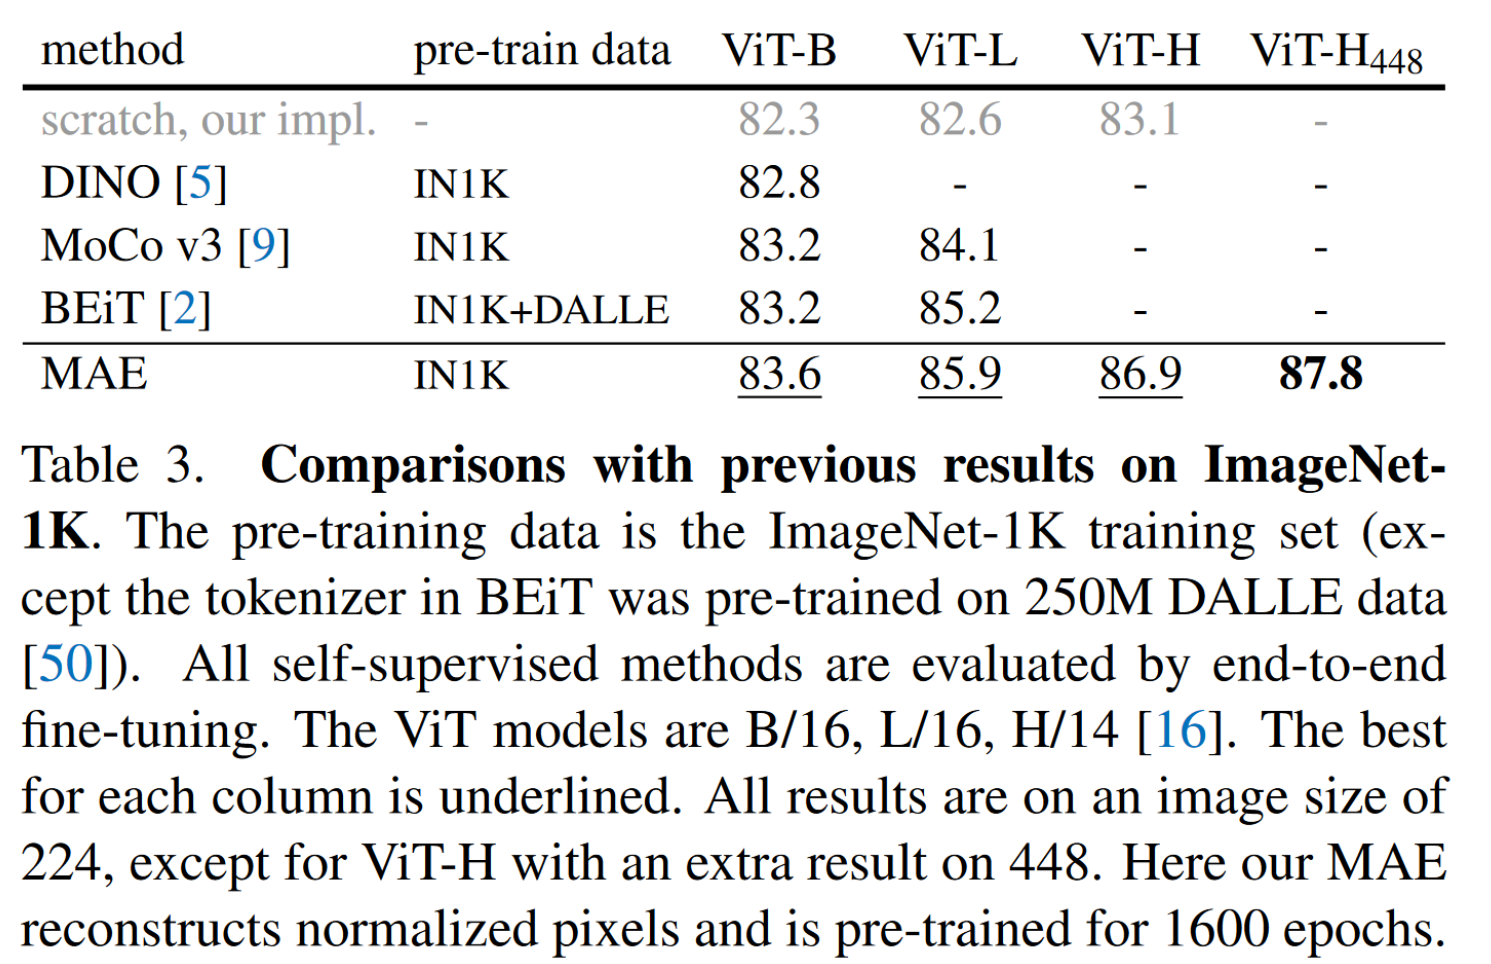 method pre-train data ViT-B ViT-L ViT-H ViT-H448
scratch, our impl. - 82.3 82.6 83.1 -
DINO [5] IN1K 82.8 - - -
MoCo v3 [9] IN1K 83.2 84.1 - -
BEiT [2] IN1K+DALLE 83.2 85.2 - -
MAE IN1K 83.6 85.9 86.9 87.8
Table 3. Comparisons with previous results on ImageNet-
1K. The pre-training data is the ImageNet-1K training set (ex-
cept the tokenizer in BEiT was pre-trained on 250M DALLE data
[50]). All self-supervised methods are evaluated by end-to-end
fine-tuning. The ViT models are B/16, L/16, H/14 [16]. The best
for each column is underlined. All results are on an image size of
224, except for ViT-H with an extra result on 448. Here our MAE
reconstructs normalized pixels and is pre-trained for 1600 epochs.